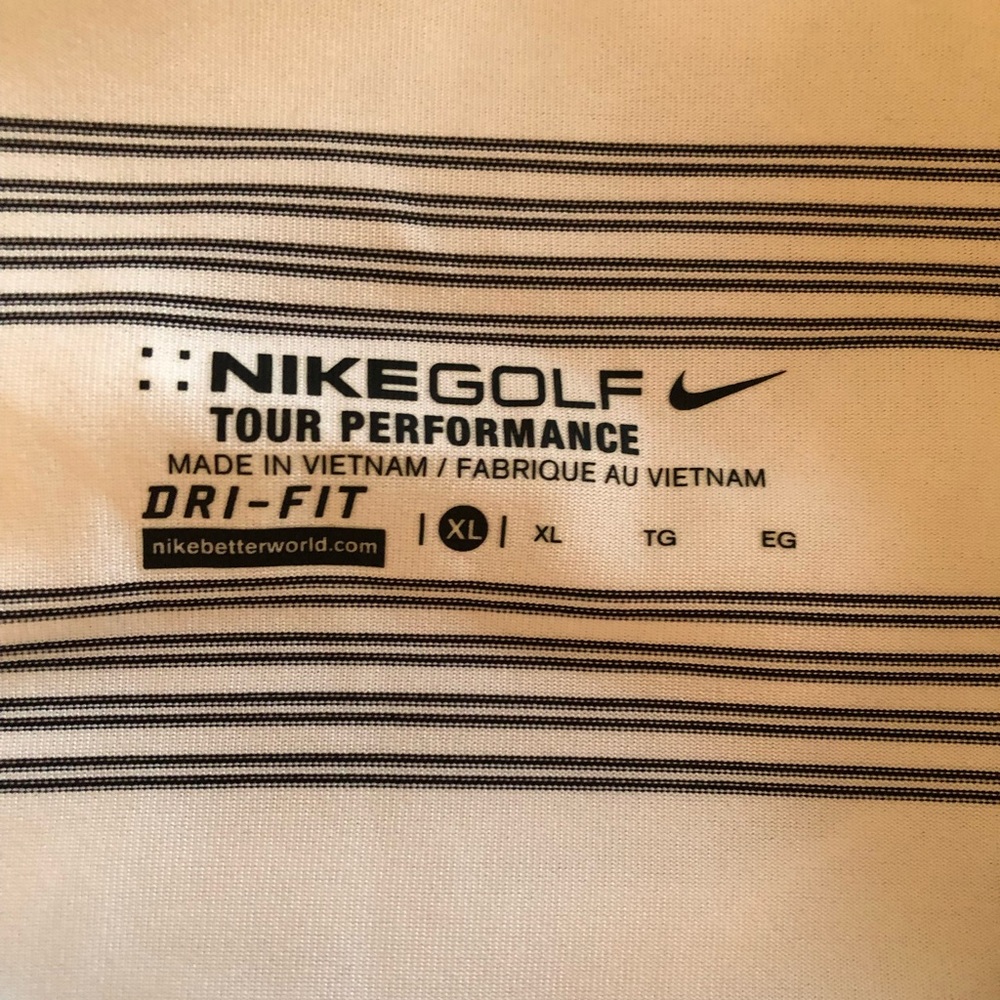 NIKEGOLF
TOUR PERFORMANCE
MADE IN VIETNAM / FABRIQUE AU VIETNAM
DRI-FIT
nikebetterworld.com
| XL | XL TG EG